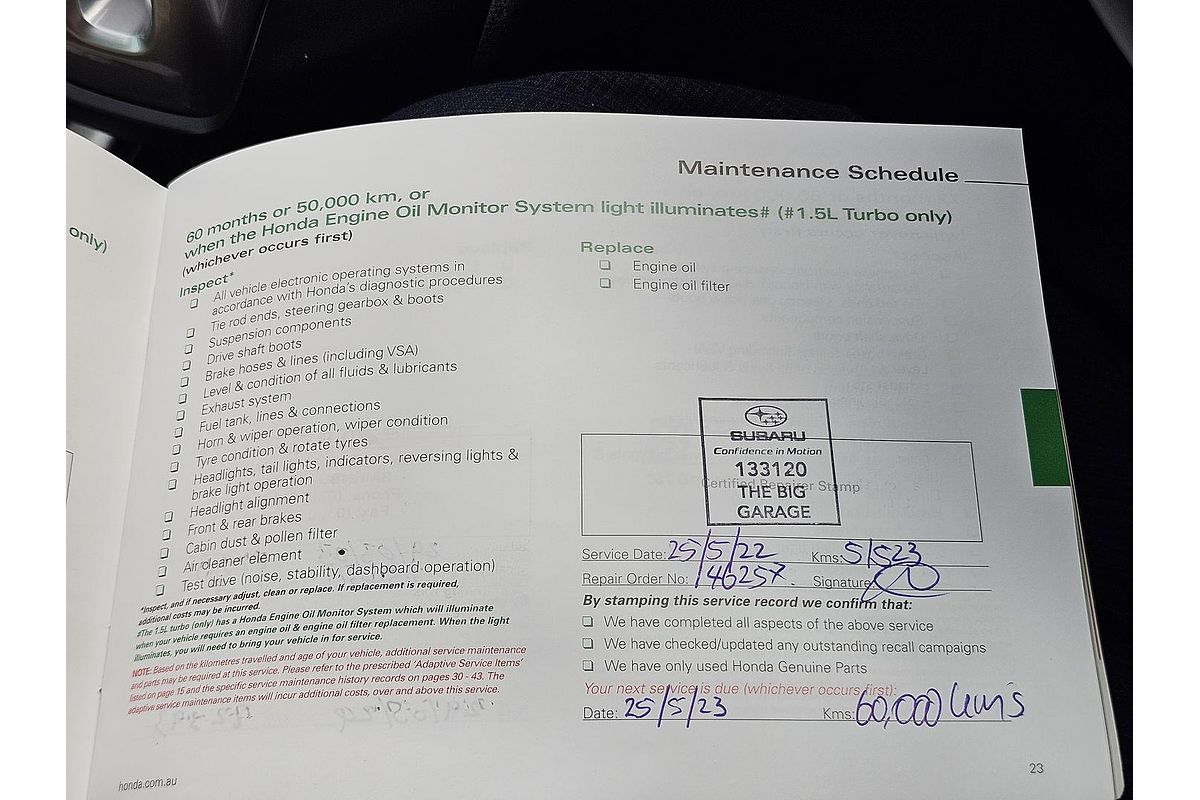 only)
Maintenance Schedule
60 months or 50,000 km, or
when the Honda Engine Oil Monitor System light illuminates# (#1.5L Turbo only)
(whichever occurs first)
Inspect*
❏ All vehicle electronic operating systems in
accordance with Honda's diagnostic procedures
❏ Tie rod ends, steering gearbox & boots
❏ Suspension components
❏ Drive shaft boots
❏ Brake hoses & lines (including VSA)
❏ Level & condition of all fluids & lubricants
❏ Exhaust system
❏ Fuel tank, lines & connections
❏ Horn & wiper operation, wiper condition
❏ Tyre condition & rotate tyres
❏ Headlights, tail lights, indicators, reversing lights &
brake light operation
❏ Headlight alignment
❏ Front & rear brakes
❏ Cabin dust & pollen filter
❏ Air cleaner element
❏ Test drive (noise, stability, dashboard operation)
*Inspect, and if necessary adjust, clean or replace. If replacement is required,
additional costs may be incurred.
#The 1.5L turbo (only) has a Honda Engine Oil Monitor System which will illuminate
when your vehicle requires an engine oil & engine oil filter replacement. When the light
illuminates, you will need to bring your vehicle in for service.
NOTE: Based on the kilometres travelled and age of your vehicle, additional service maintenance
and parts may be required at this service. Please refer to the prescribed 'Adaptive Service Items'
listed on page 15 and the specific service maintenance history records on pages 30 - 43. The
adaptive service maintenance items will incur additional costs, over and above this service.
honda.com.au
Replace
❏ Engine oil
❏ Engine oil filter
SUBARU
Confidence in Motion
133120
Certified Repairer Stamp
THE BIG
GARAGE
Service Date: 25/5/22 Kms: 51523
Repair Order No: 146257. Signature
By stamping this service record we confirm that:
❏ We have completed all aspects of the above service
❏ We have checked/updated any outstanding recall campaigns
❏ We have only used Honda Genuine Parts
Your next service is due (whichever occurs first):
Date: 25/5/23 Kms: 60,000 kms
23